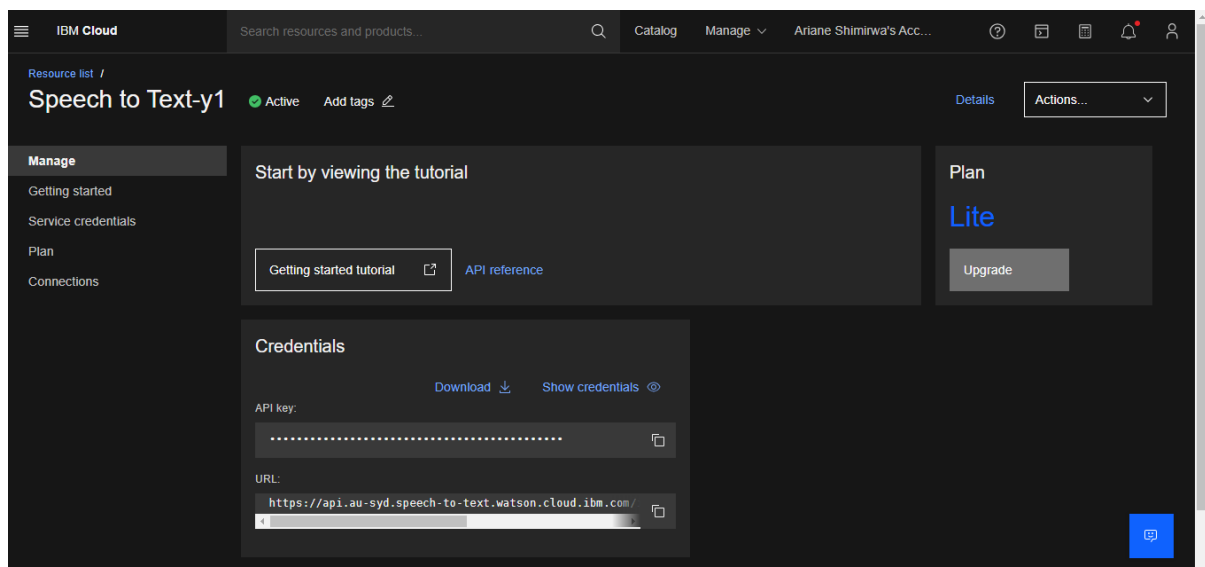 IBM Cloud
Search resources and products...
Catalog
Manage
Ariane Shimirwa's Acc...
Resource list /
Speech to Text-y1
Active
Add tags
Details
Actions...
Manage
Getting started
Service credentials
Plan
Connections
Start by viewing the tutorial
Getting started tutorial
API reference
Plan
Lite
Upgrade
Credentials
Download
Show credentials
API key:
••••••••••••••••••••••••••••••••••••••••••••
URL:
https://api.au-syd.speech-to-text.watson.cloud.ibm.com/